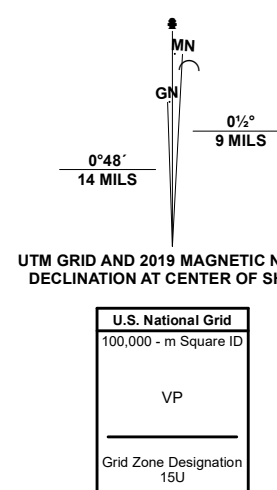 MN
GN
0½°
9 MILS
0°48´
14 MILS
UTM GRID AND 2019 MAGNETIC N
DECLINATION AT CENTER OF SH
U.S. National Grid
100,000 - m Square ID
VP
Grid Zone Designation
15U